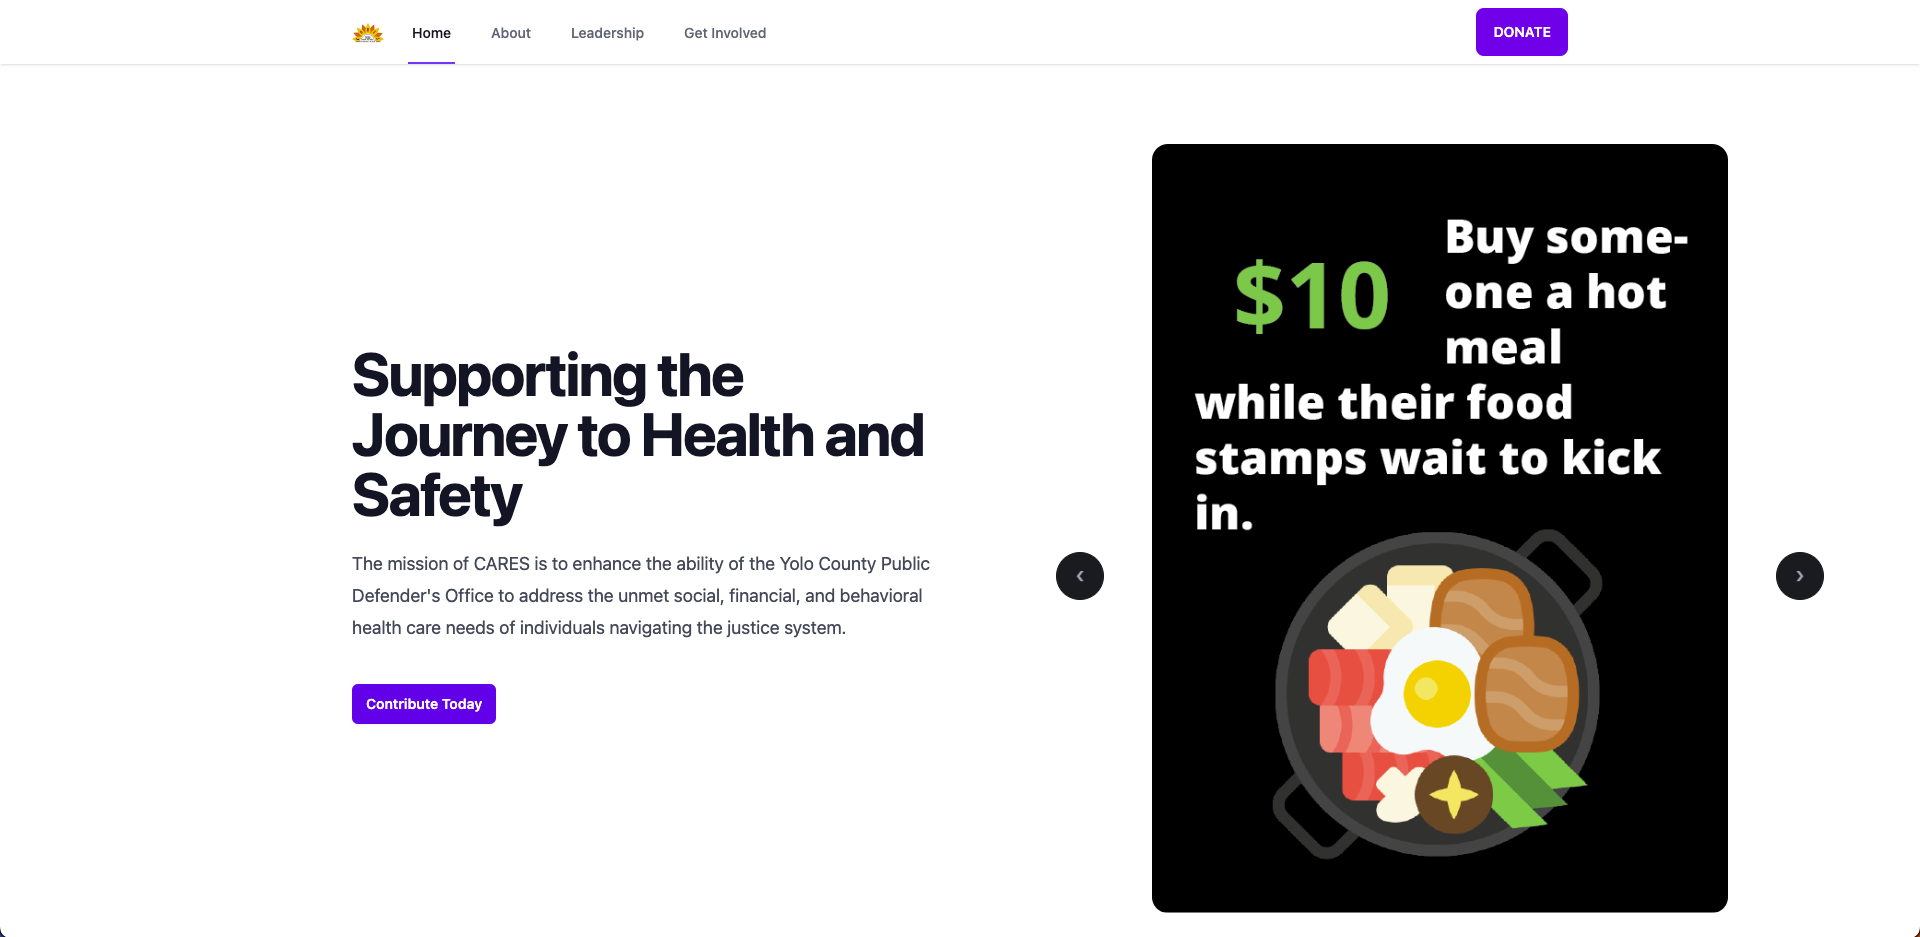 Home
About
Leadership
Get Involved
DONATE
Supporting the
Journey to Health and
Safety
The mission of CARES is to enhance the ability of the Yolo County Public
Defender's Office to address the unmet social, financial, and behavioral
health care needs of individuals navigating the justice system.
Contribute Today
‹
$10
Buy some-
one a hot
meal
while their food
stamps wait to kick
in.
›